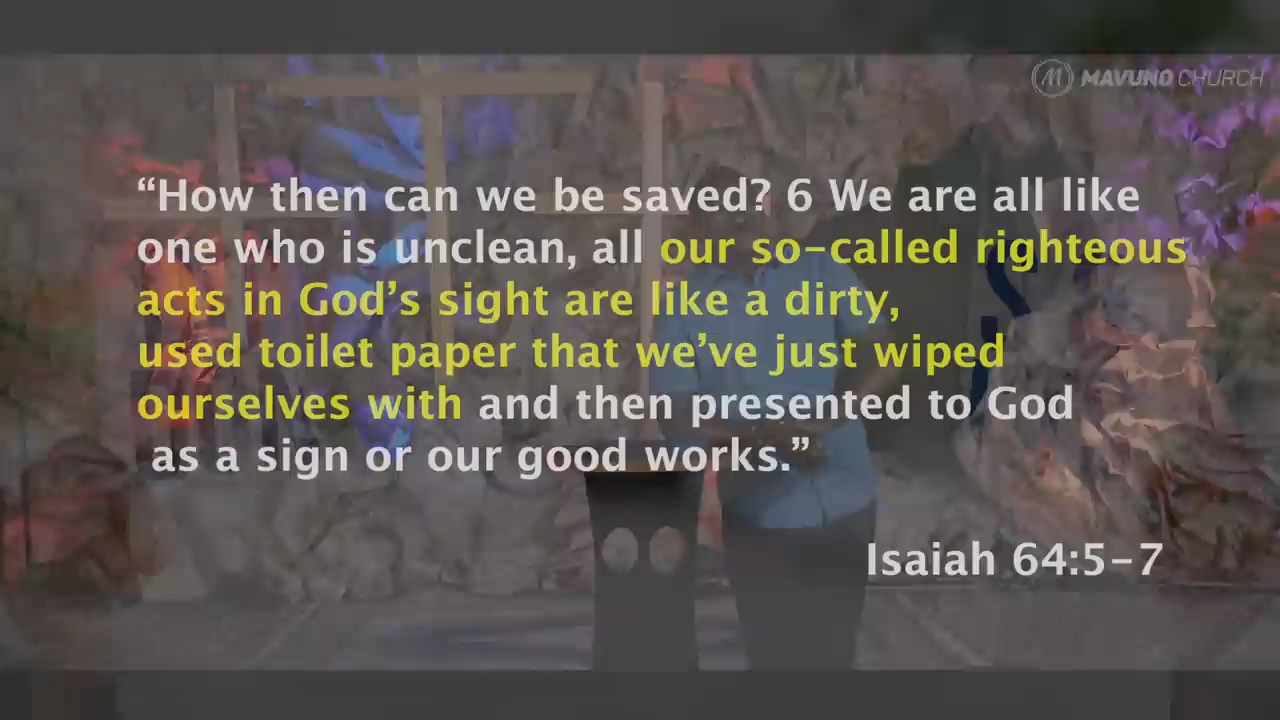 MAVUNO CHURCH
“How then can we be saved? 6 We are all like
one who is unclean, all our so-called righteous
acts in God’s sight are like a dirty,
used toilet paper that we’ve just wiped
ourselves with and then presented to God
as a sign or our good works.”
Isaiah 64:5-7